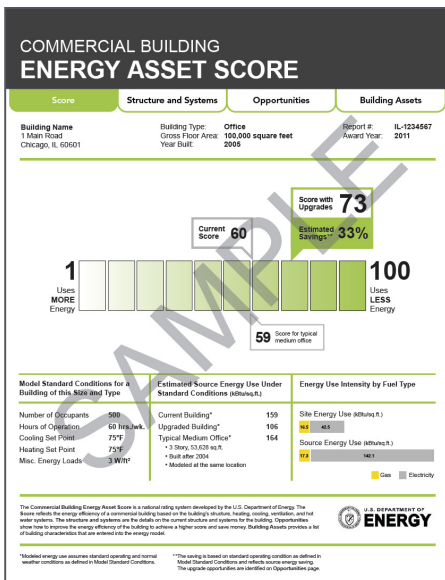 COMMERCIAL BUILDING
ENERGY ASSET SCORE
Score
Structure and Systems
Opportunities
Building Assets
Building Name
1 Main Road
Chicago, IL 60601
Building Type: Office
Gross Floor Area: 100,000 square feet
Year Built: 2005
Report #: IL-1234567
Award Year: 2011
Score with Upgrades 73
Estimated Savings** 33%
Current Score 60
1
Uses
MORE
Energy
100
Uses
LESS
Energy
59 Score for typical medium office
SAMPLE
Model Standard Conditions for a
Building of this Size and Type
Number of Occupants 500
Hours of Operation 60 hrs./wk.
Cooling Set Point 75°F
Heating Set Point 75°F
Misc. Energy Loads 3 W/ft²
Estimated Source Energy Use Under
Standard Conditions (kBtu/sq.ft.)
Current Building* 159
Upgraded Building* 106
Typical Medium Office* 164
• 3 Story, 53,628 sq.ft.
• Built after 2004
• Modeled at the same location
Energy Use Intensity by Fuel Type
Site Energy Use (kBtu/sq.ft.)
16.5 42.5
Source Energy Use (kBtu/sq.ft.)
17.3 142.1
Gas Electricity
The Commercial Building Energy Asset Score is a national rating system developed by the U.S. Department of Energy. The
Score reflects the energy efficiency of a commercial building based on the building's structure, heating, cooling, ventilation, and hot
water systems. The structure and systems are the details on the current structure and systems for the building. Opportunities
show how to improve the energy efficiency of the building to achieve a higher score and save money. Building Assets provides a list
of building characteristics that are entered into the energy model.
U.S. DEPARTMENT OF
ENERGY
*Modeled energy use assumes standard operating and normal
weather conditions as defined in Model Standard Conditions.
**The saving is based on standard operating condition as defined in
Model Standard Conditions and reflects source energy saving.
The upgrade opportunities are identified on Opportunities page.